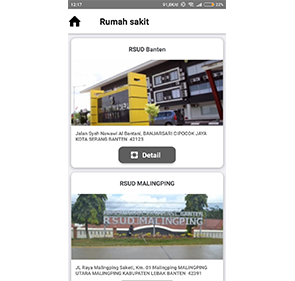 12:17
22%
Rumah sakit
RSUD Banten
Jalan Syeh Nawawi Al Bantani, BANJARSARI CIPOCOK JAYA
KOTA SERANG BANTEN 42123
Detail
RSUD MALINGPING
RSUD MALINGPING
JL Raya Malingping Saketi, Km. 01 Malingping MALINGPING
UTARA MALINGPING KABUPATEN LEBAK BANTEN 42391